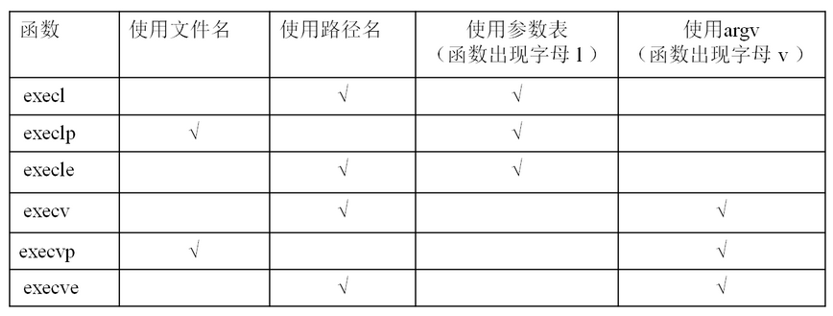 函数 使用文件名 使用路径名 使用参数表 使用argv
（函数出现字母l） （函数出现字母 v ）
execl √ √
execlp √ √
execle √ √
execv √ √
execvp √ √
execve √ √